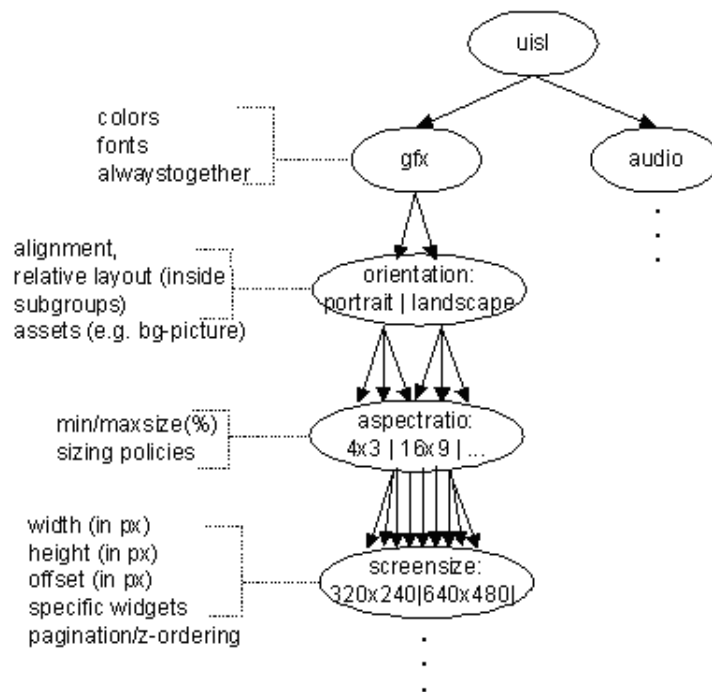 uisl
colors
fonts
alwaystogether
gfx
audio
alignment,
relative layout (inside
subgroups)
assets (e.g. bg-picture)
orientation:
portrait | landscape
min/maxsize(%)
sizing policies
aspectratio:
4x3 | 16x9 | ...
width (in px)
height (in px)
offset (in px)
specific widgets
pagination/z-ordering
screensize:
320x240|640x480|